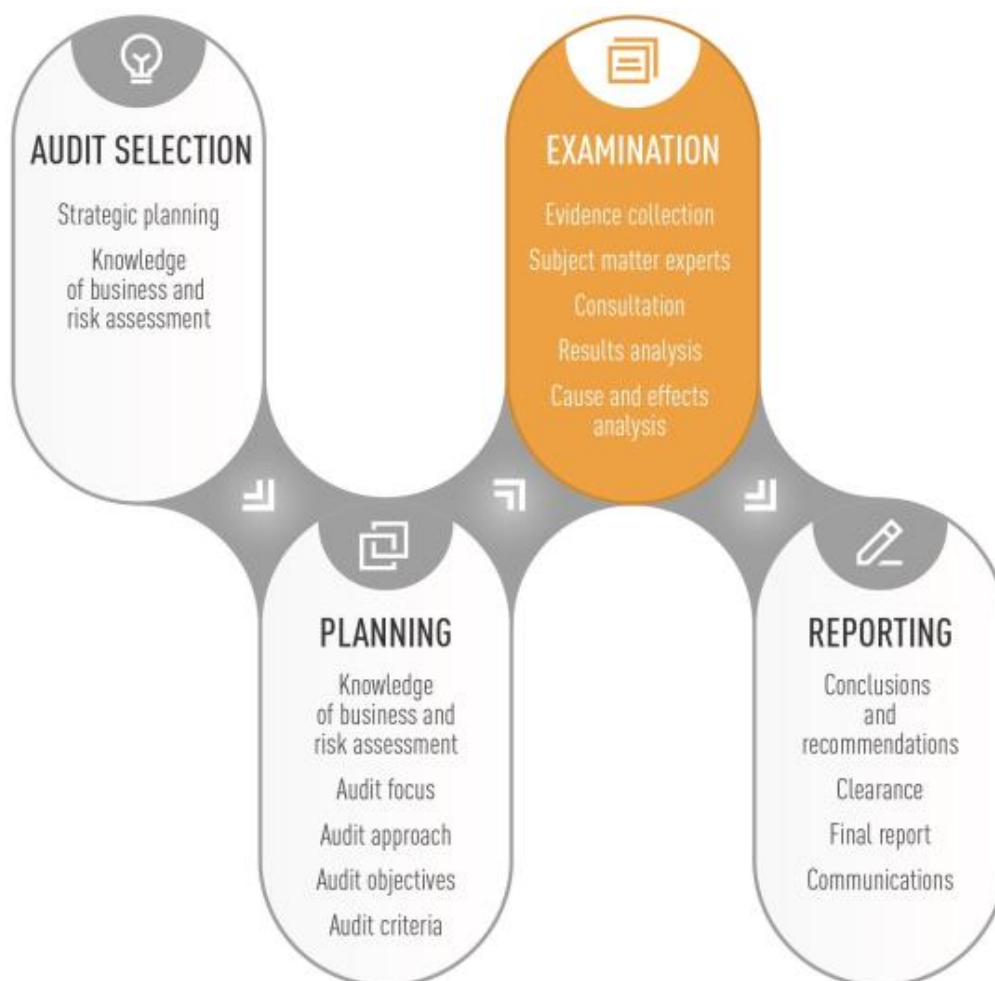 AUDIT SELECTION
Strategic planning
Knowledge
of business and
risk assessment
PLANNING
Knowledge
of business and
risk assessment
Audit focus
Audit approach
Audit objectives
Audit criteria
EXAMINATION
Evidence collection
Subject matter experts
Consultation
Results analysis
Cause and effects
analysis
REPORTING
Conclusions
and
recommendations
Clearance
Final report
Communications